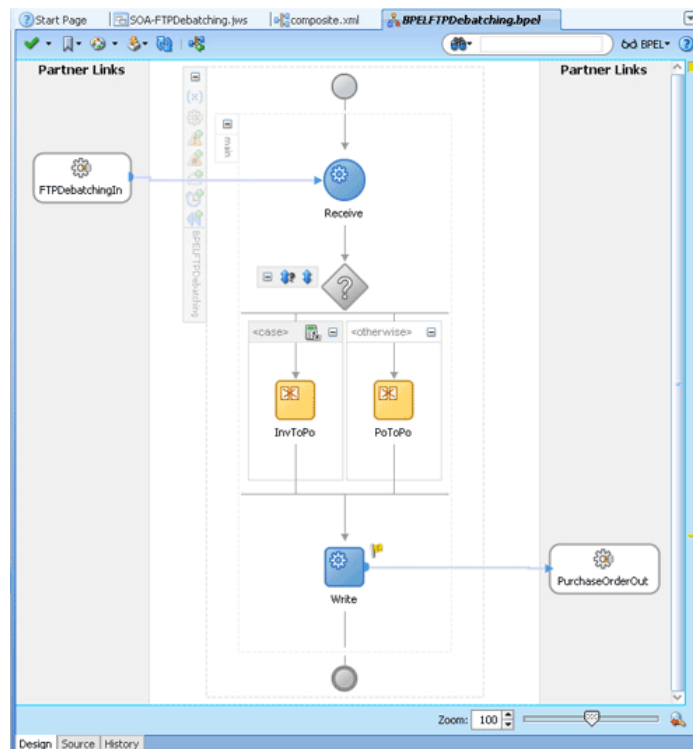 Start Page
SOA-FTPDebatching.jws
composite.xml
BPELFTPDebatching.bpel
BPEL
Partner Links
Partner Links
(x)
main
FTPDebatchingIn
Receive
BPELFTPDebatching
?
<case>
<otherwise>
InvToPo
PoToPo
Write
PurchaseOrderOut
Zoom: 100
Design Source History